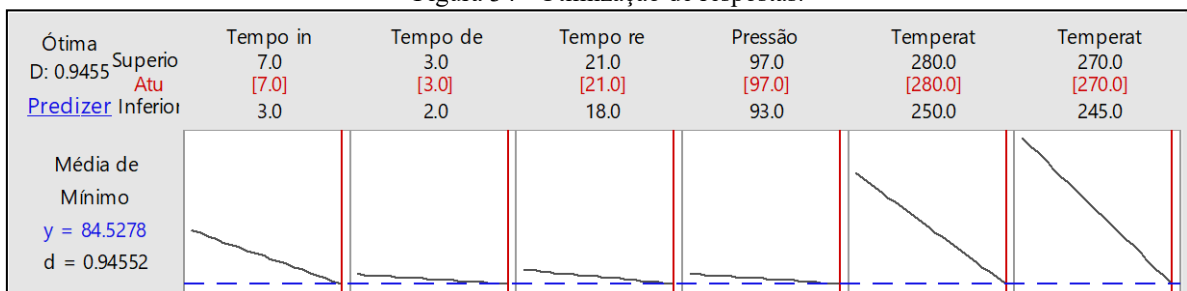 Ótima
D: 0.9455
Superio
Atu
Predizer Inferior
Tempo in Tempo de Tempo re Pressão Temperat Temperat
7.0 3.0 21.0 97.0 280.0 270.0
[7.0] [3.0] [21.0] [97.0] [280.0] [270.0]
3.0 2.0 18.0 93.0 250.0 245.0
Média de
Mínimo
y = 84.5278
d = 0.94552